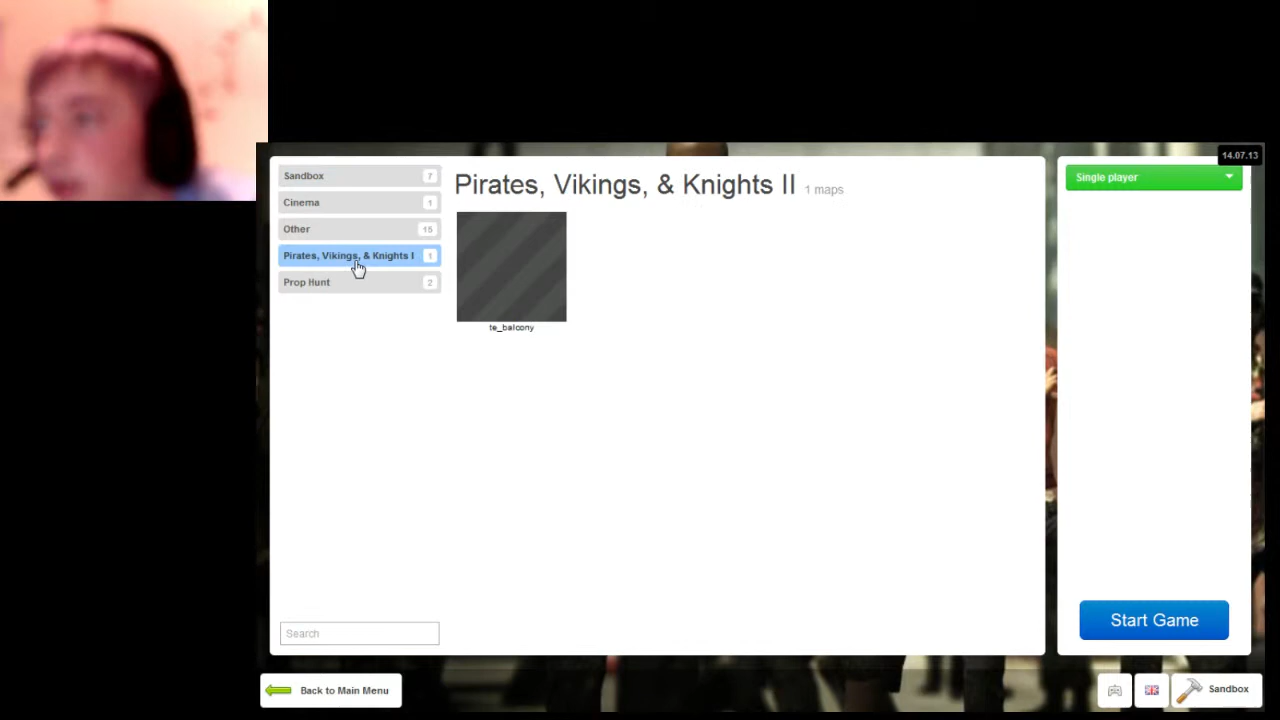 14.07.13
Sandbox 7
Cinema 1
Other 15
Pirates, Vikings, & Knights I 1
Prop Hunt 2
Pirates, Vikings, & Knights II 1 maps
te_balcony
Single player
Search
Start Game
Back to Main Menu
Sandbox